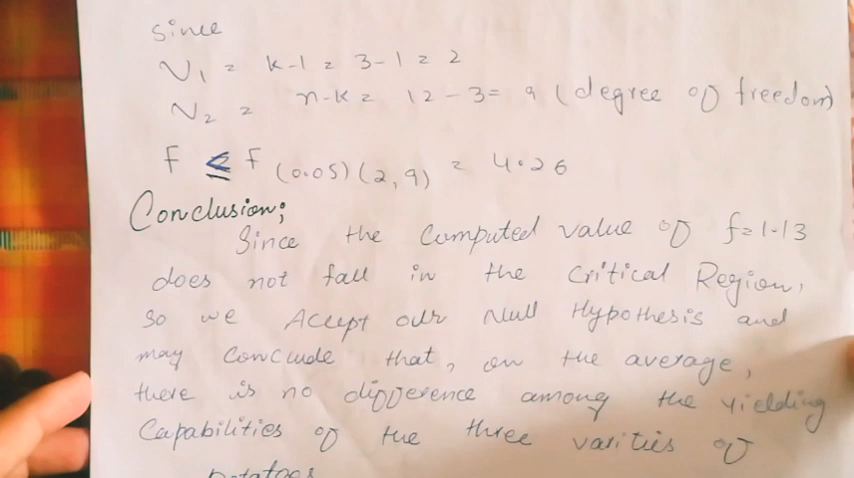 Since
V₁ = k-1 = 3-1 = 2
V₂ = n-k = 12-3 = 9 (degree of freedom)
F ≤ F (0.05)(2,9) = 4.26
Conclusion;
Since the Computed value of f=1.13
does not fall in the Critical Region,
so we Accept our Null Hypothesis and
may Conclude that, on the average,
there is no difference among the yielding
Capabilities of the three varities of
Potatoes